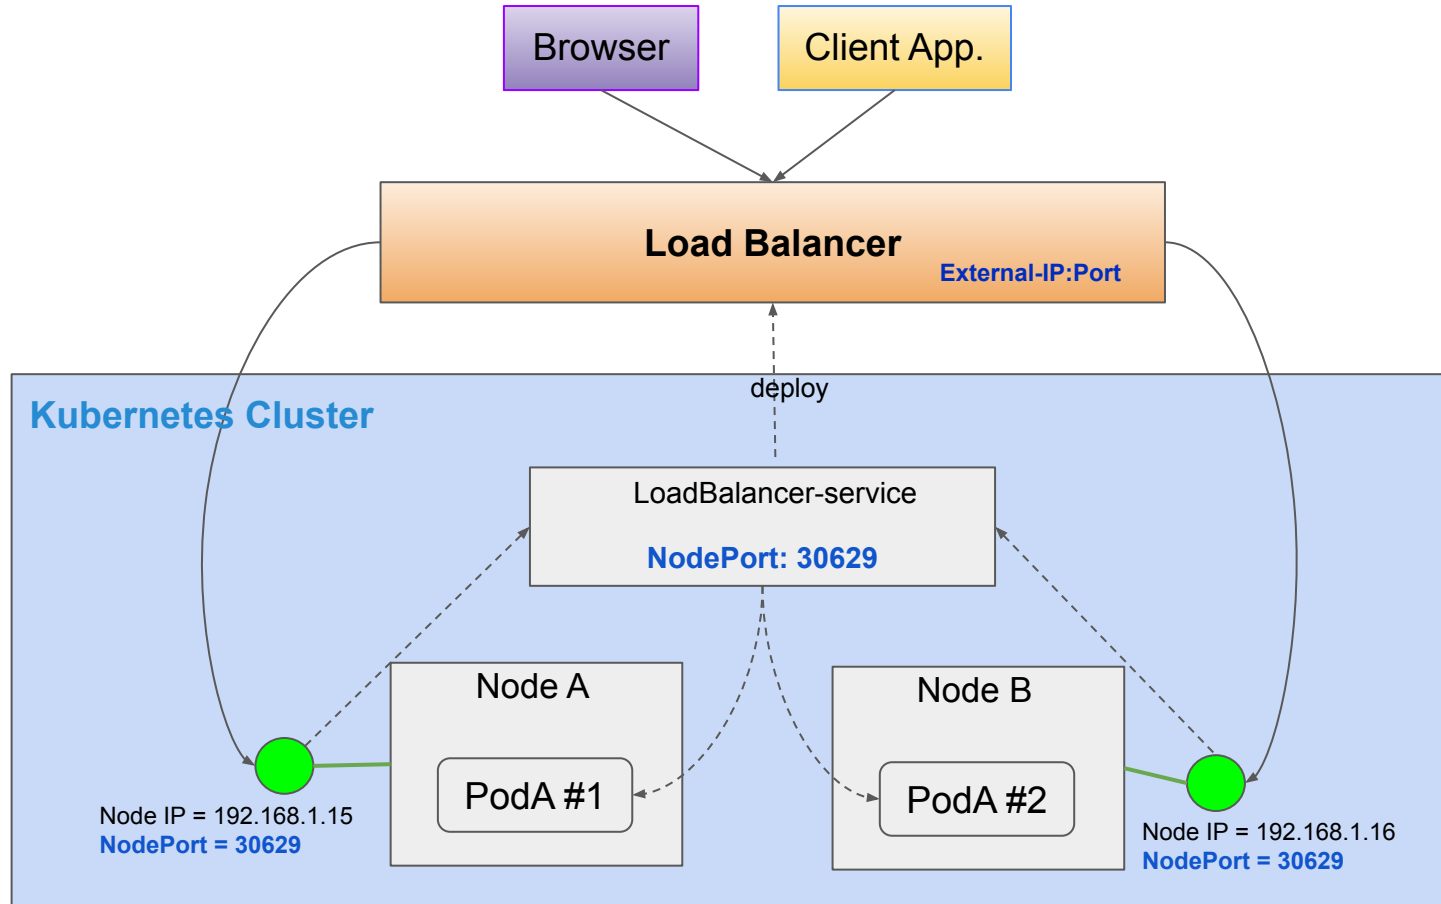 Browser
Client App.
Load Balancer
External-IP:Port
deploy
Kubernetes Cluster
LoadBalancer-service
NodePort: 30629
Node A
Node B
PodA #1
PodA #2
Node IP = 192.168.1.15
NodePort = 30629
Node IP = 192.168.1.16
NodePort = 30629